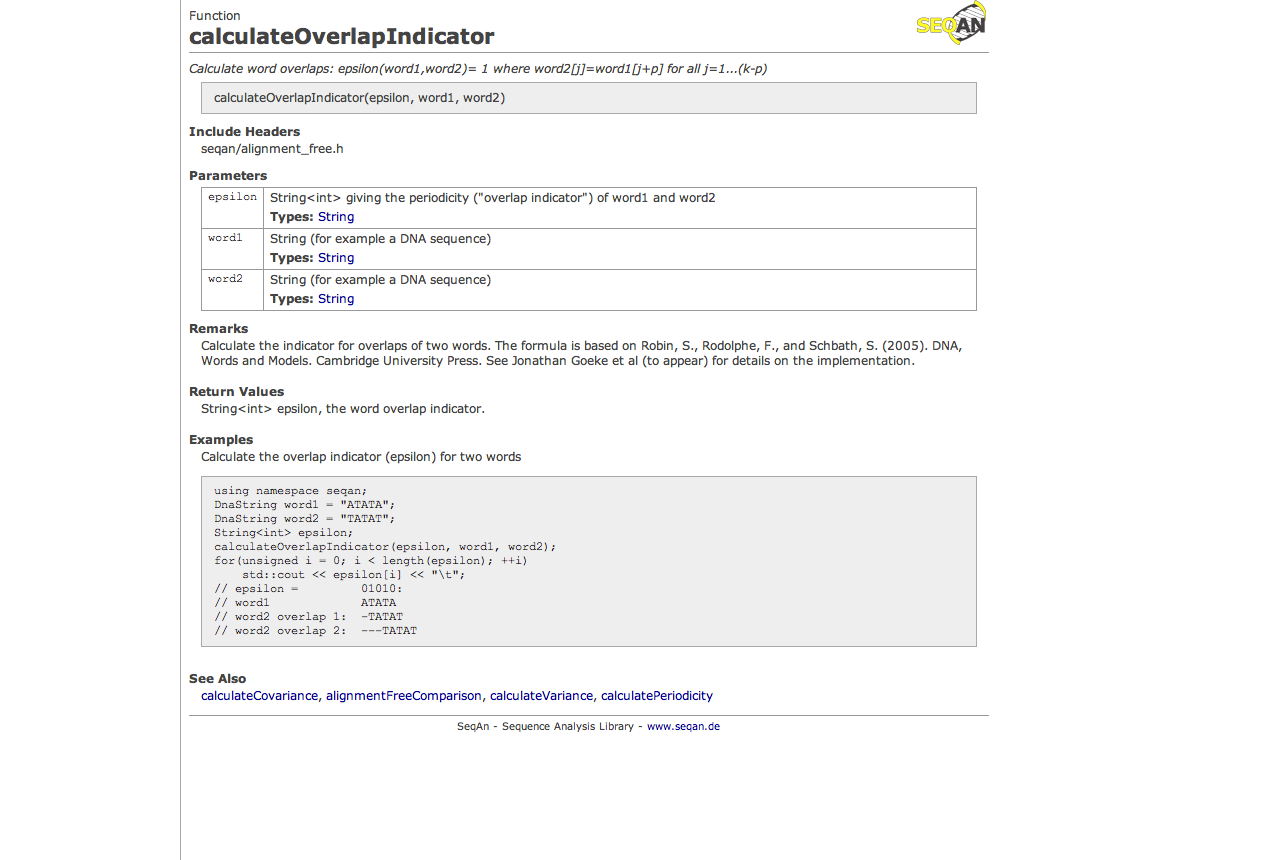 Function
SEQAN
calculateOverlapIndicator
Calculate word overlaps: epsilon(word1,word2)= 1 where word2[j]=word1[j+p] for all j=1...(k-p)
calculateOverlapIndicator(epsilon, word1, word2)
Include Headers
seqan/alignment_free.h
Parameters
epsilon String<int> giving the periodicity ("overlap indicator") of word1 and word2
Types: String
word1 String (for example a DNA sequence)
Types: String
word2 String (for example a DNA sequence)
Types: String
Remarks
Calculate the indicator for overlaps of two words. The formula is based on Robin, S., Rodolphe, F., and Schbath, S. (2005). DNA,
Words and Models. Cambridge University Press. See Jonathan Goeke et al (to appear) for details on the implementation.
Return Values
String<int> epsilon, the word overlap indicator.
Examples
Calculate the overlap indicator (epsilon) for two words
using namespace seqan;
DnaString word1 = "ATATA";
DnaString word2 = "TATAT";
String<int> epsilon;
calculateOverlapIndicator(epsilon, word1, word2);
for(unsigned i = 0; i < length(epsilon); ++i)
    std::cout << epsilon[i] << "\t";
// epsilon =         01010:
// word1             ATATA
// word2 overlap 1:  -TATAT
// word2 overlap 2:  ---TATAT
See Also
calculateCovariance, alignmentFreeComparison, calculateVariance, calculatePeriodicity
SeqAn - Sequence Analysis Library - www.seqan.de